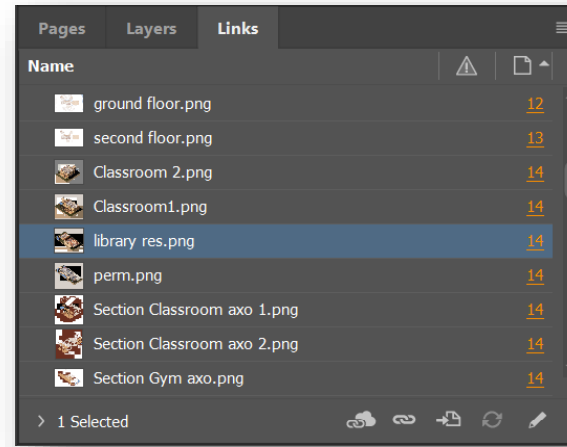 Pages Layers Links
Name
ground floor.png 12
second floor.png 13
Classroom 2.png 14
Classroom1.png 14
library res.png 14
perm.png 14
Section Classroom axo 1.png 14
Section Classroom axo 2.png 14
Section Gym axo.png 14
1 Selected